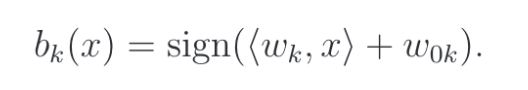 b_k(x) = sign(⟨w_k, x⟩ + w_{0k}).